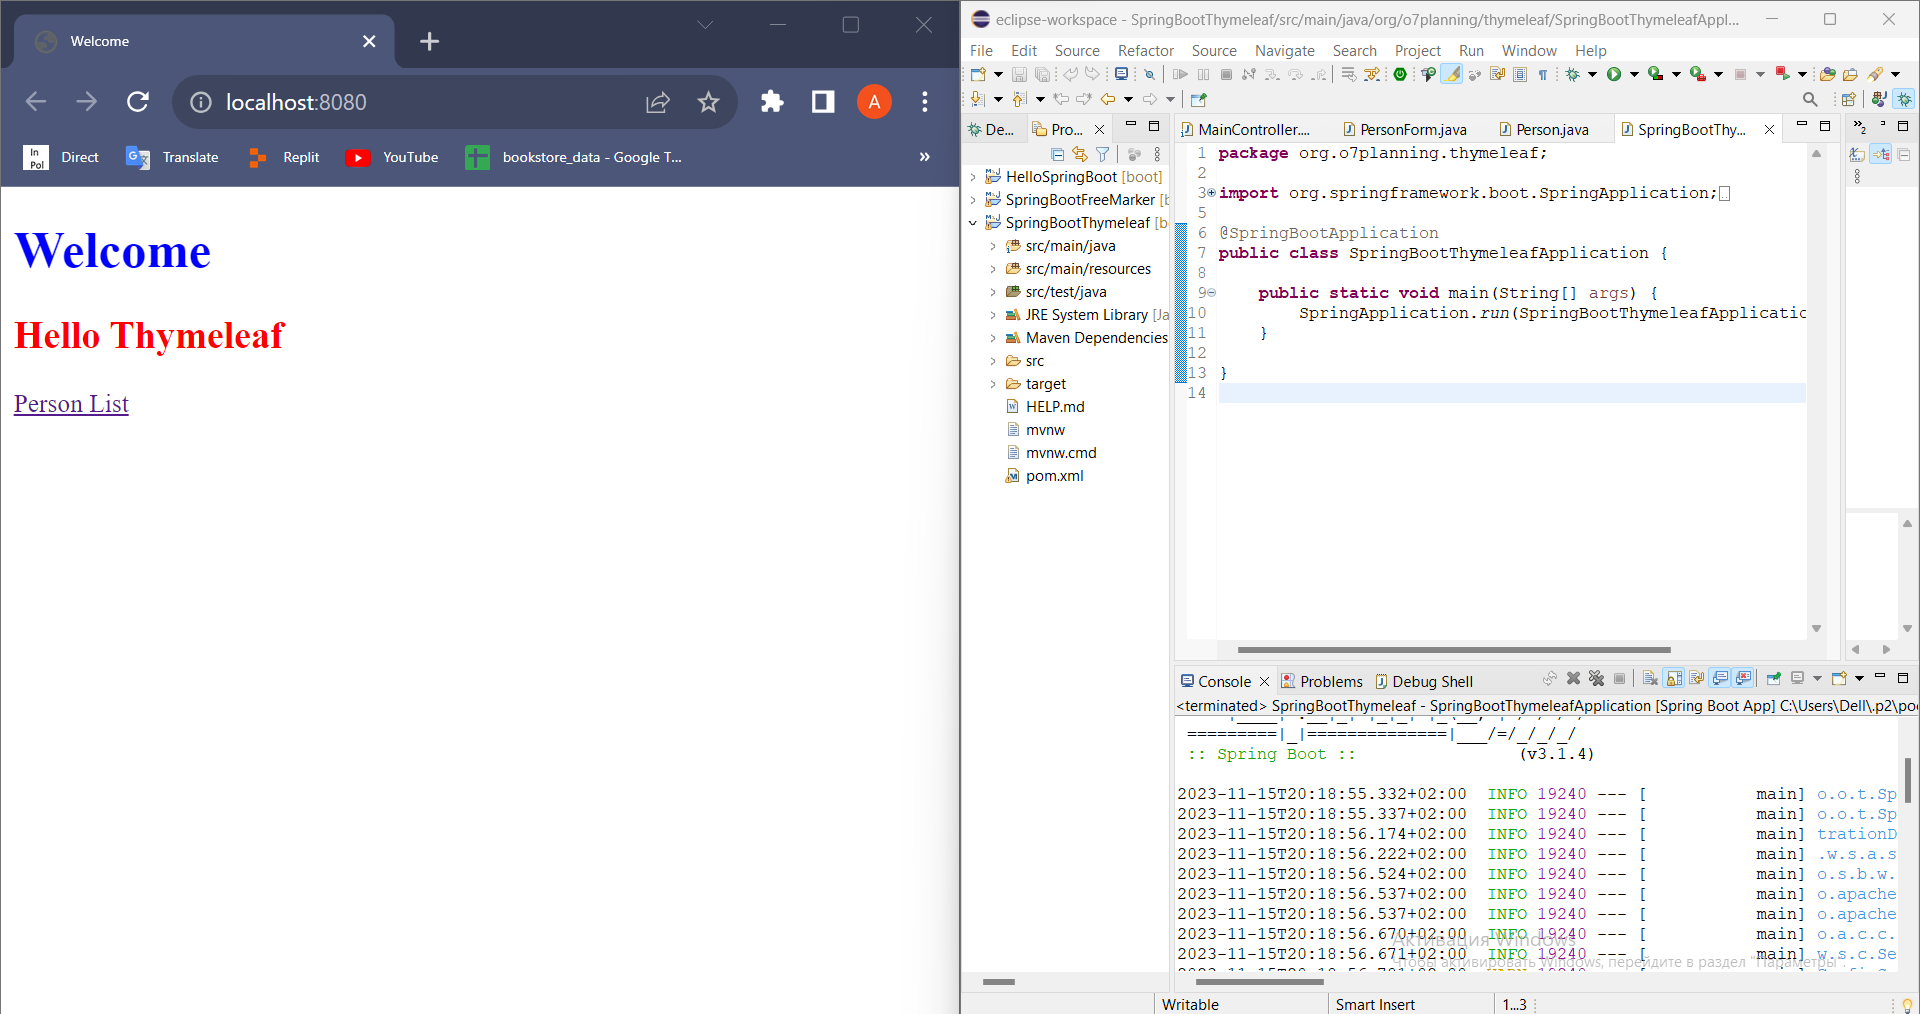 Welcome
localhost:8080
A
In
Pol
Direct
Translate
Replit
YouTube
bookstore_data - Google T...
»
Welcome
Hello Thymeleaf
Person List
eclipse-workspace - SpringBootThymeleaf/src/main/java/org/o7planning/thymeleaf/SpringBootThymeleafAppl...
File Edit Source Refactor Source Navigate Search Project Run Window Help
De...
Pro...
HelloSpringBoot [boot]
SpringBootFreeMarker [b
SpringBootThymeleaf [b
src/main/java
src/main/resources
src/test/java
JRE System Library [Ja
Maven Dependencies
src
target
HELP.md
mvnw
mvnw.cmd
pom.xml
MainController....
PersonForm.java
Person.java
SpringBootThy...
»2
1 package org.o7planning.thymeleaf;
2
3 import org.springframework.boot.SpringApplication;
5
6 @SpringBootApplication
7 public class SpringBootThymeleafApplication {
8
9 public static void main(String[] args) {
10 SpringApplication.run(SpringBootThymeleafApplicatio
11 }
12
13 }
14
Console
Problems
Debug Shell
<terminated> SpringBootThymeleaf - SpringBootThymeleafApplication [Spring Boot App] C:\Users\Dell\.p2\poo
=========|_|==============|___/=/_/_/_/
:: Spring Boot :: (v3.1.4)
2023-11-15T20:18:55.332+02:00 INFO 19240 --- [ main] o.o.t.Sp
2023-11-15T20:18:55.337+02:00 INFO 19240 --- [ main] o.o.t.Sp
2023-11-15T20:18:56.174+02:00 INFO 19240 --- [ main] trationD
2023-11-15T20:18:56.222+02:00 INFO 19240 --- [ main] .w.s.a.s
2023-11-15T20:18:56.524+02:00 INFO 19240 --- [ main] o.s.b.w.
2023-11-15T20:18:56.537+02:00 INFO 19240 --- [ main] o.apache
2023-11-15T20:18:56.537+02:00 INFO 19240 --- [ main] o.apache
2023-11-15T20:18:56.670+02:00 INFO 19240 --- [ main] o.a.c.c.
2023-11-15T20:18:56.671+02:00 INFO 19240 --- [ main] w.s.c.Se
Активация Windows
Чтобы активировать Windows, перейдите в раздел "Параметры".
Writable
Smart Insert
1...3